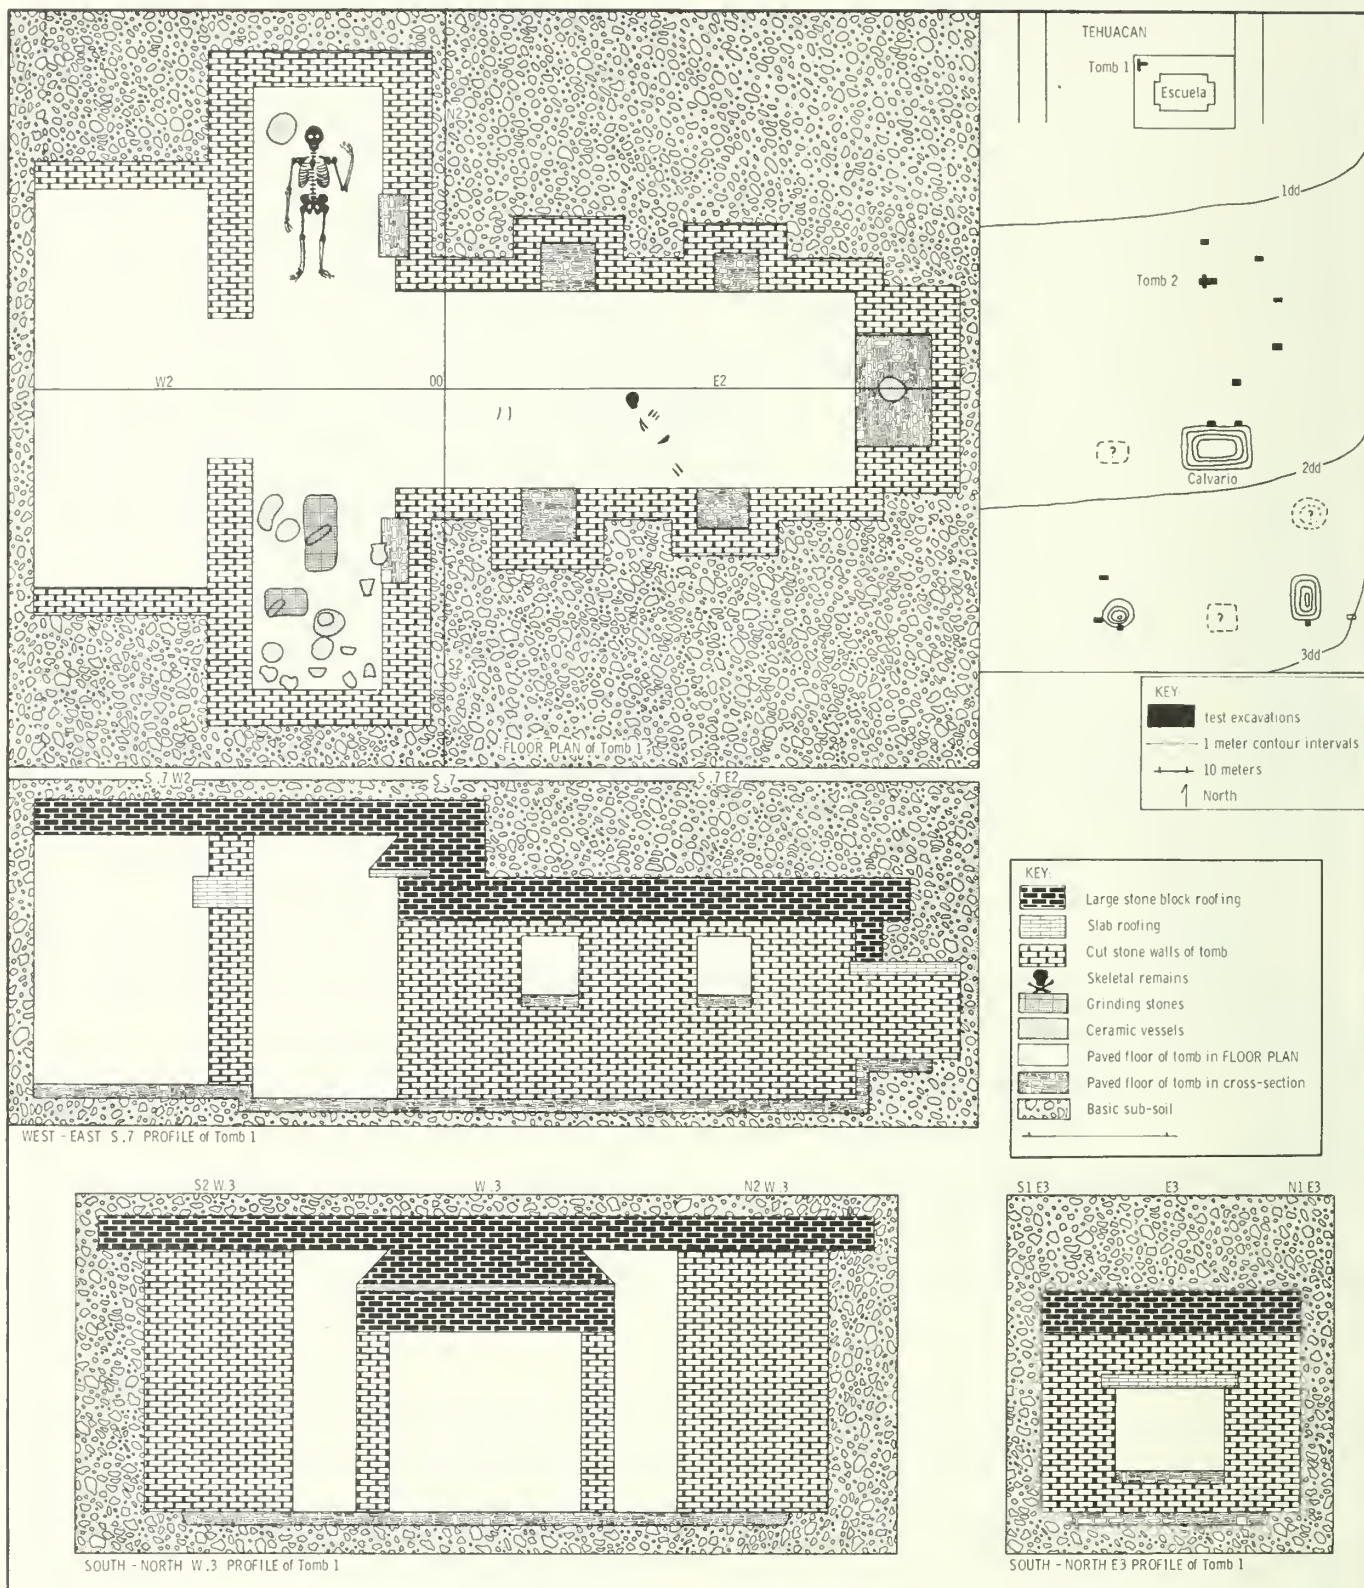 N2
W2
00
E2
S2
FLOOR PLAN of Tomb 1
TEHUACAN
Tomb 1
Escuela
1dd
Tomb 2
?
Calvario
2dd
?
?
3dd
KEY:
test excavations
1 meter contour intervals
10 meters
North
S .7 W2
S .7
S .7 E2
WEST - EAST S .7 PROFILE of Tomb 1
KEY:
Large stone block roofing
Slab roofing
Cut stone walls of tomb
Skeletal remains
Grinding stones
Ceramic vessels
Paved floor of tomb in FLOOR PLAN
Paved floor of tomb in cross-section
Basic sub-soil
S2 W.3
W.3
N2 W.3
SOUTH - NORTH W.3 PROFILE of Tomb 1
S1 E3
E3
N1 E3
SOUTH - NORTH E3 PROFILE of Tomb 1